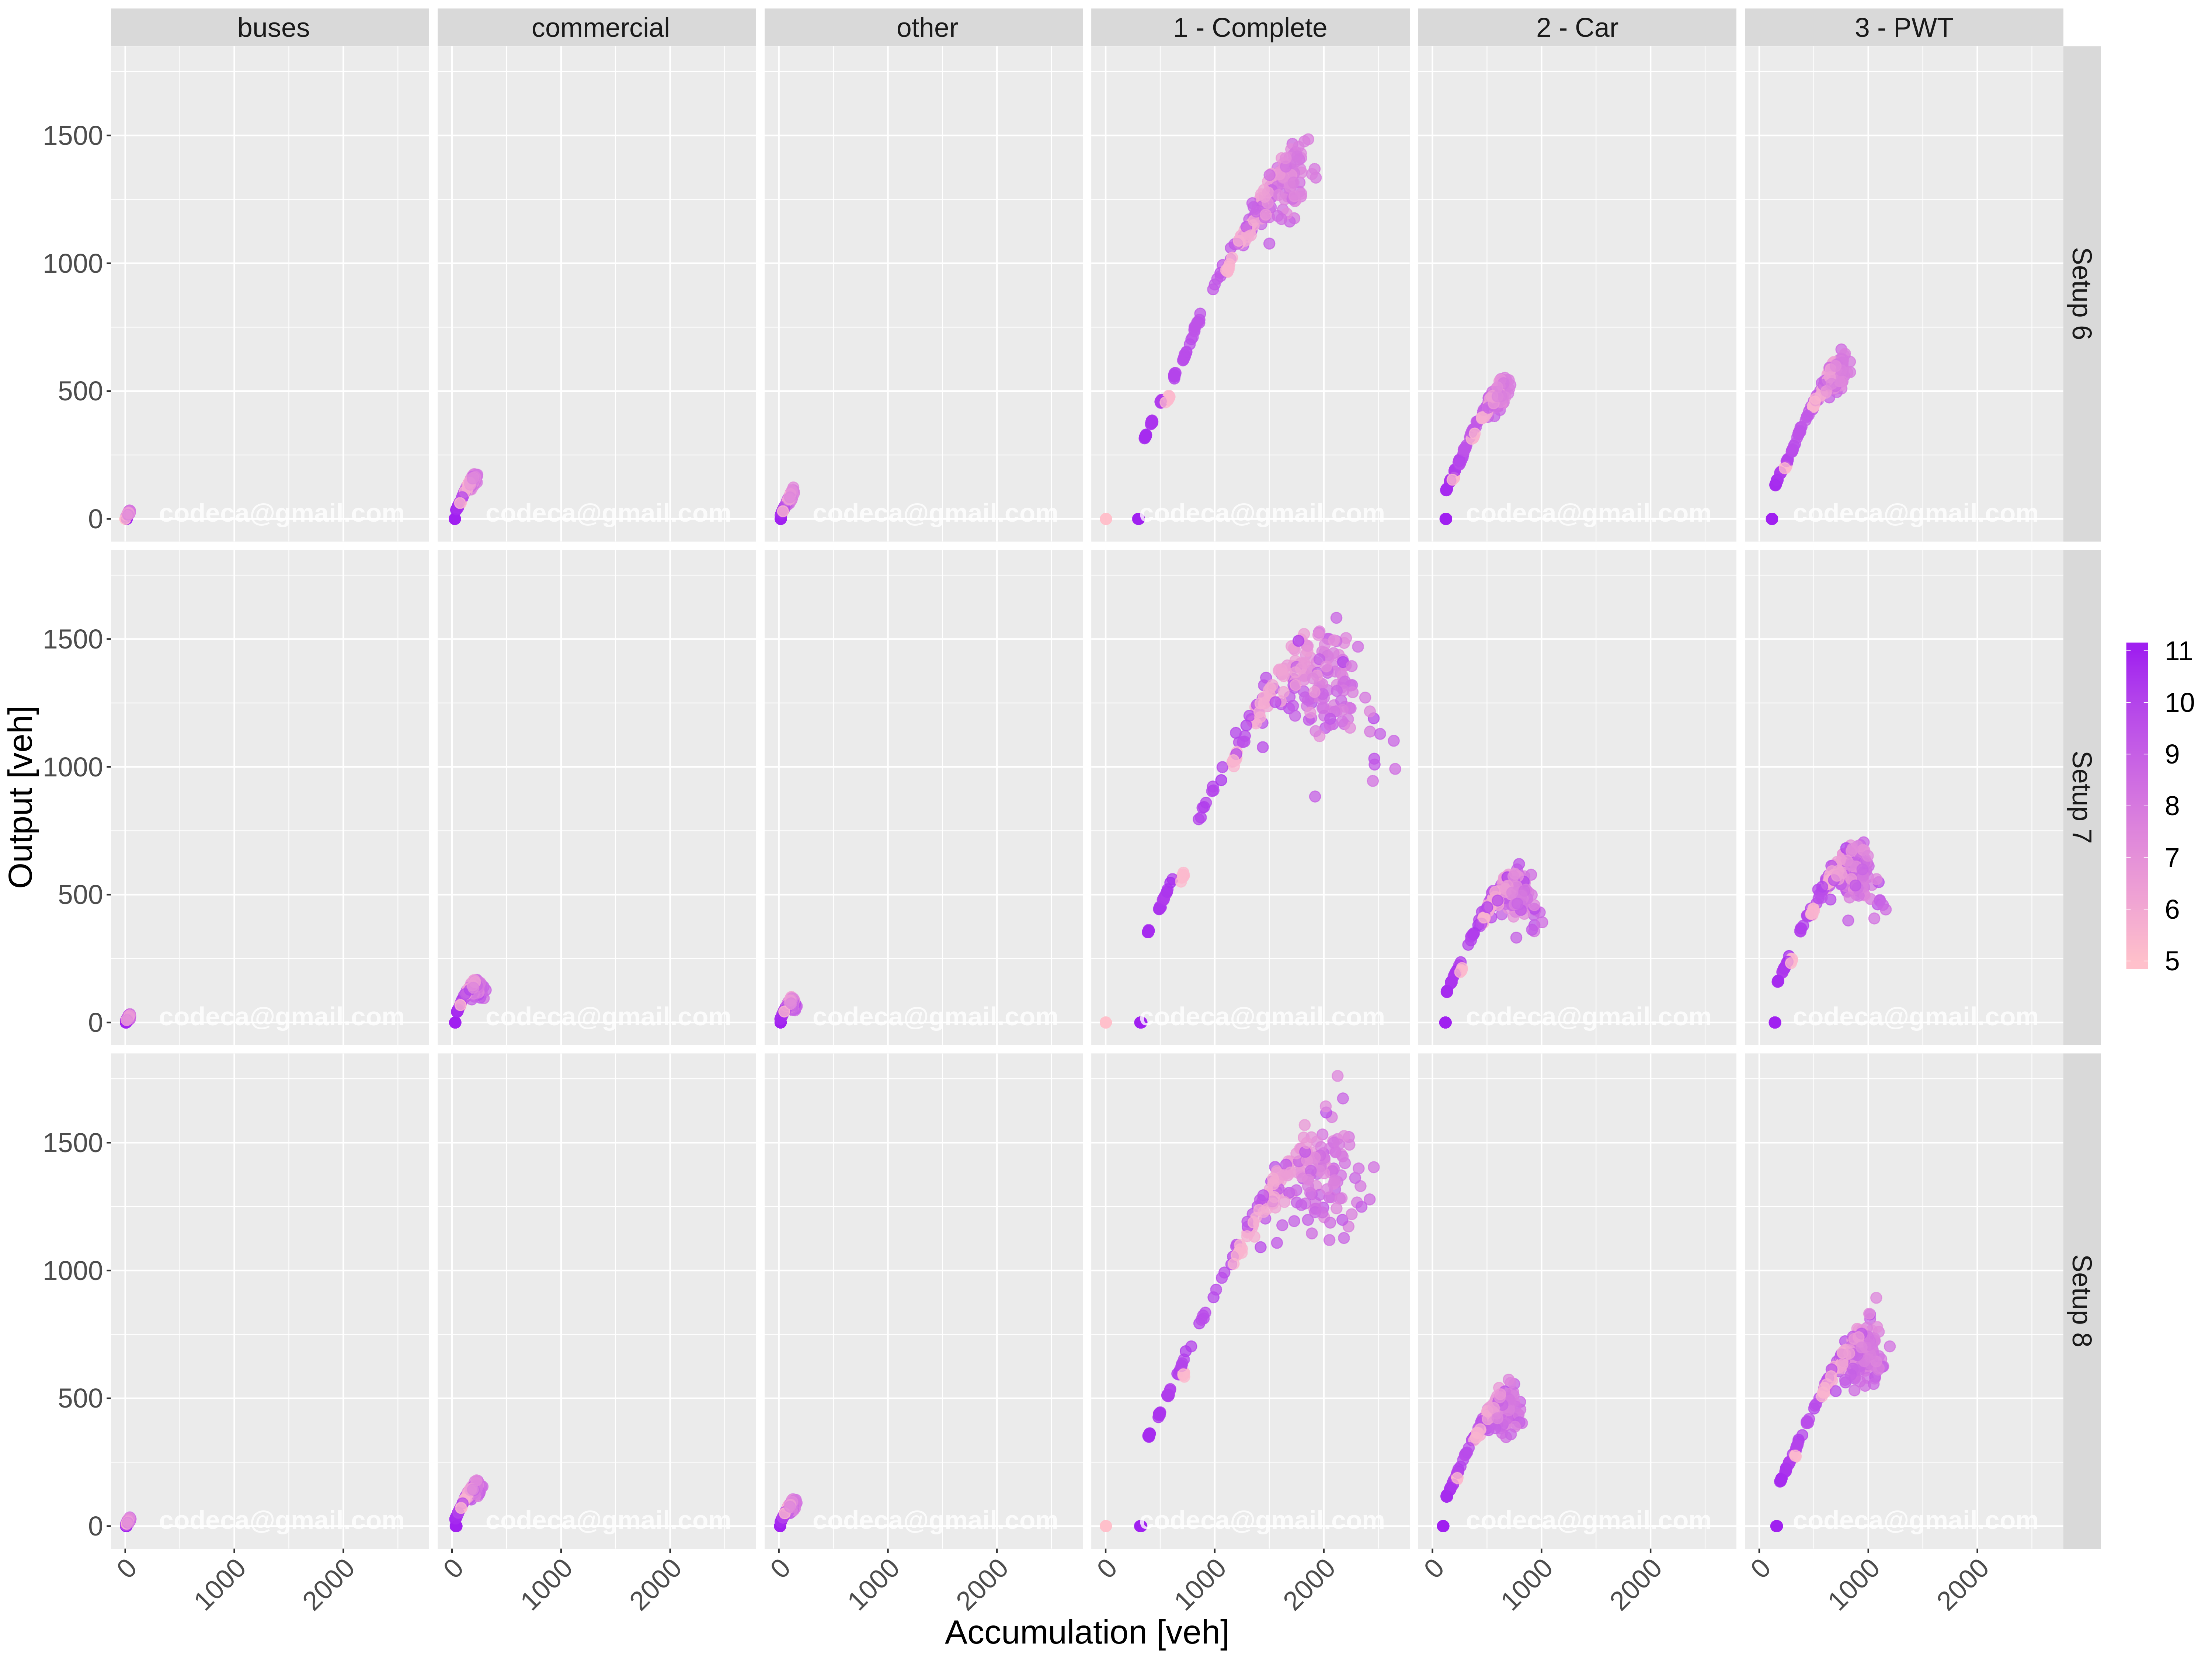 buses commercial other 1 - Complete 2 - Car 3 - PWT
1500
1000
500
0
codeca@gmail.com codeca@gmail.com codeca@gmail.com codeca@gmail.com codeca@gmail.com codeca@gmail.com
Setup 6
1500
1000
500
0
codeca@gmail.com codeca@gmail.com codeca@gmail.com codeca@gmail.com codeca@gmail.com codeca@gmail.com
Setup 7
1500
1000
500
0
codeca@gmail.com codeca@gmail.com codeca@gmail.com codeca@gmail.com codeca@gmail.com codeca@gmail.com
Setup 8
0 1000 2000 0 1000 2000 0 1000 2000 0 1000 2000 0 1000 2000 0 1000 2000
Accumulation [veh]
Output [veh]
11
10
9
8
7
6
5